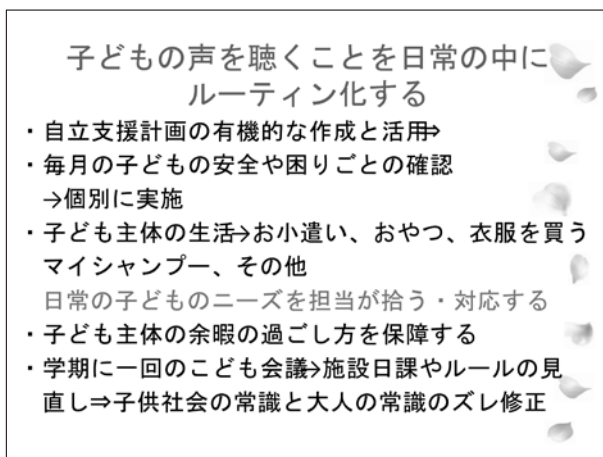 子どもの声を聴くことを日常の中に
ルーティン化する
・自立支援計画の有機的な作成と活用⇒
・毎月の子どもの安全や困りごとの確認
→個別に実施
・子ども主体の生活→お小遣い、おやつ、衣服を買う
マイシャンプー、その他
日常の子どものニーズを担当が拾う・対応する
・子ども主体の余暇の過ごし方を保障する
・学期に一回のこども会議→施設日課やルールの見
直し⇒子供社会の常識と大人の常識のズレ修正